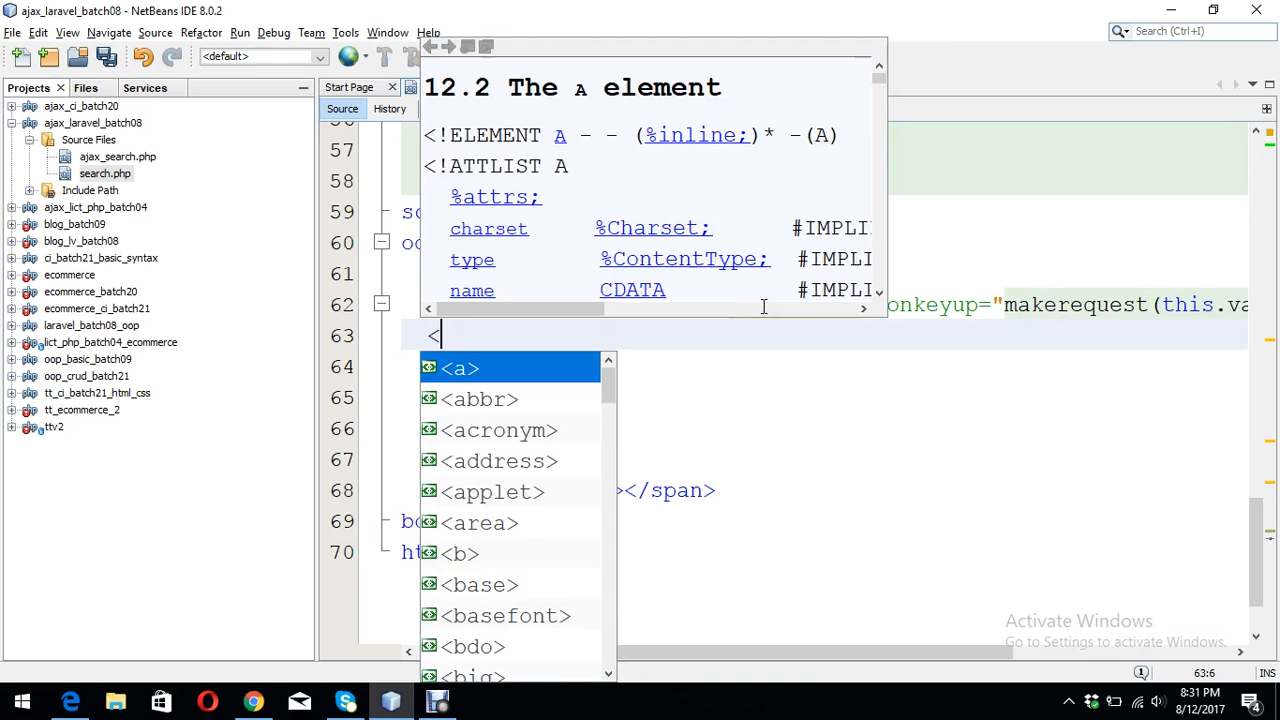 ajax_laravel_batch08 - NetBeans IDE 8.0.2
File Edit View Navigate Source Refactor Run Debug Team Tools Window Help
Search (Ctrl+I)
<default>
Projects Files Services
Start Page
Source History
ajax_ci_batch20
ajax_laravel_batch08
Source Files
ajax_search.php
search.php
Include Path
ajax_lict_php_batch04
blog_batch09
blog_lv_batch08
ci_batch21_basic_syntax
ecommerce
ecommerce_batch20
ecommerce_ci_batch21
laravel_batch08_oop
lict_php_batch04_ecommerce
oop_basic_batch09
oop_crud_batch21
tt_ci_batch21_html_css
tt_ecommerce_2
ttv2
12.2 The A element
<!ELEMENT A - - (%inline;)* -(A)
<!ATTLIST A
%attrs;
charset %Charset; #IMPLI
type %ContentType; #IMPLI
name CDATA #IMPLI
57
58
59
60
61
62 onkeyup="makerequest(this.va
63 <
64
65
66
67
68 ></span>
69
70
<a>
<abbr>
<acronym>
<address>
<applet>
<area>
<b>
<base>
<basefont>
<bdo>
<big>
Activate Windows
Go to Settings to activate Windows.
1 63:6 INS
8:31 PM
8/12/2017
4